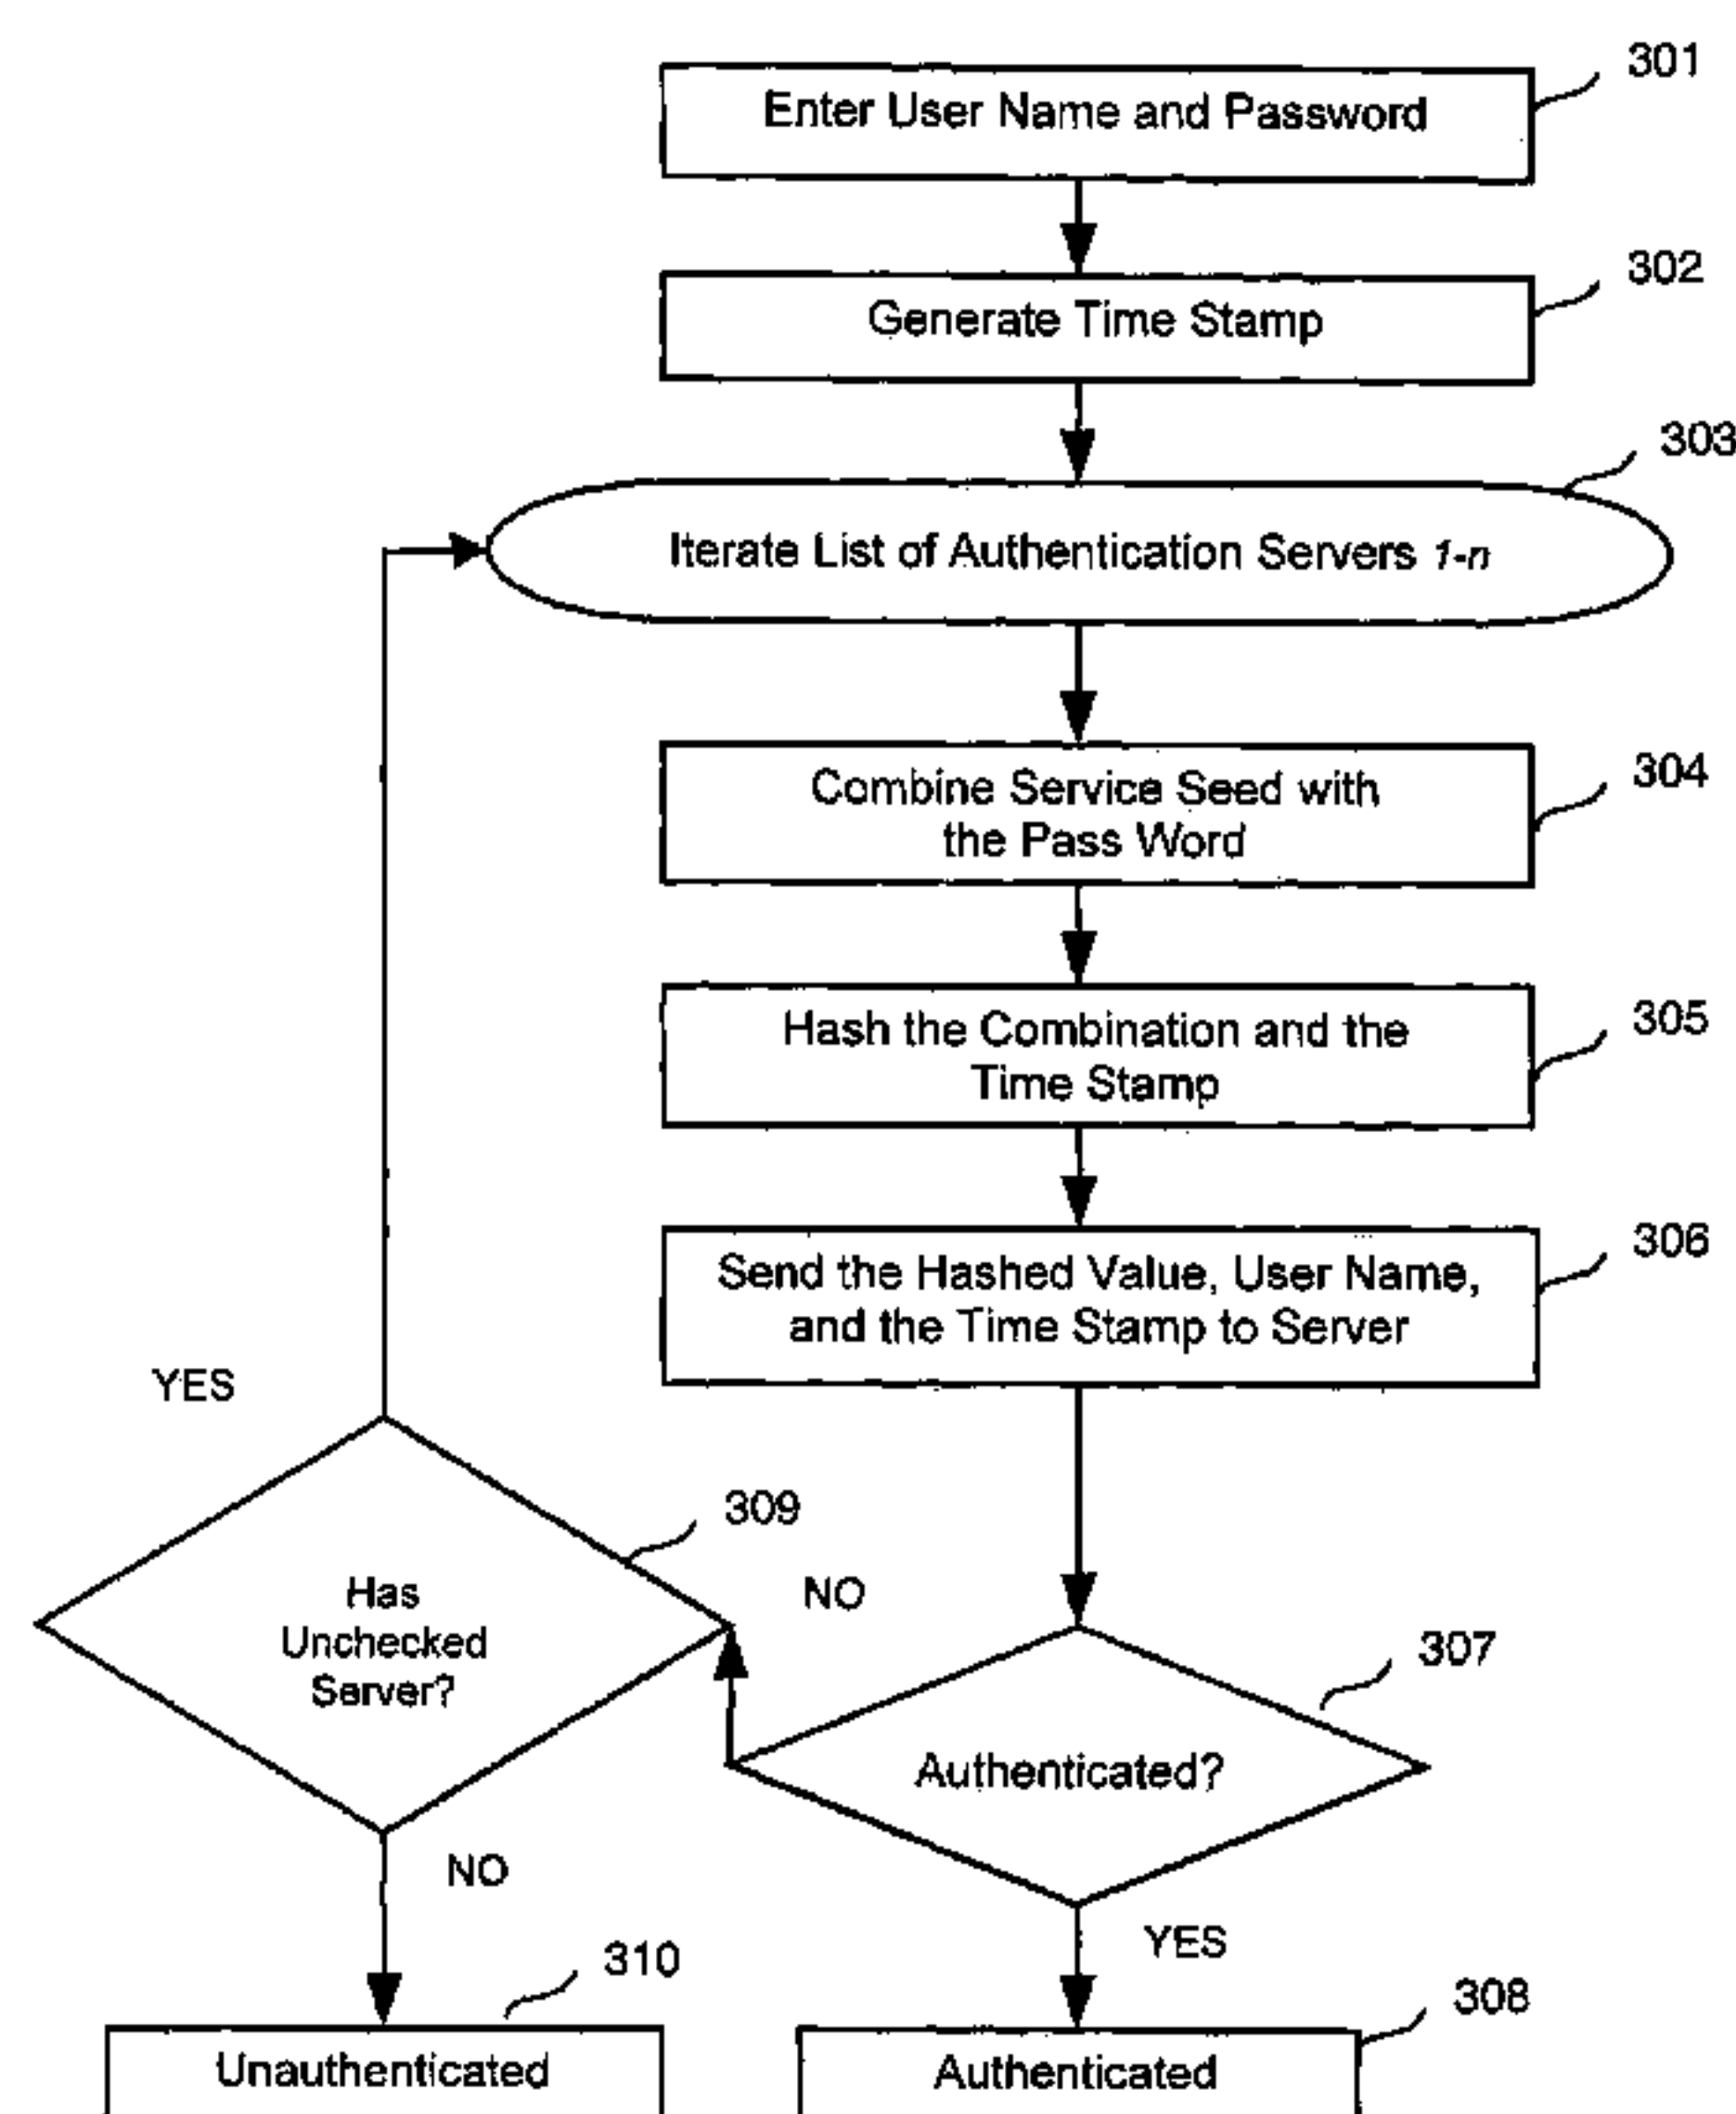 301
Enter User Name and Password
302
Generate Time Stamp
303
Iterate List of Authentication Servers 1-n
304
Combine Service Seed with
the Pass Word
305
Hash the Combination and the
Time Stamp
306
Send the Hashed Value, User Name,
and the Time Stamp to Server
YES
309
Has
Unchecked
Server?
NO
307
Authenticated?
NO
YES
310
Unauthenticated
308
Authenticated